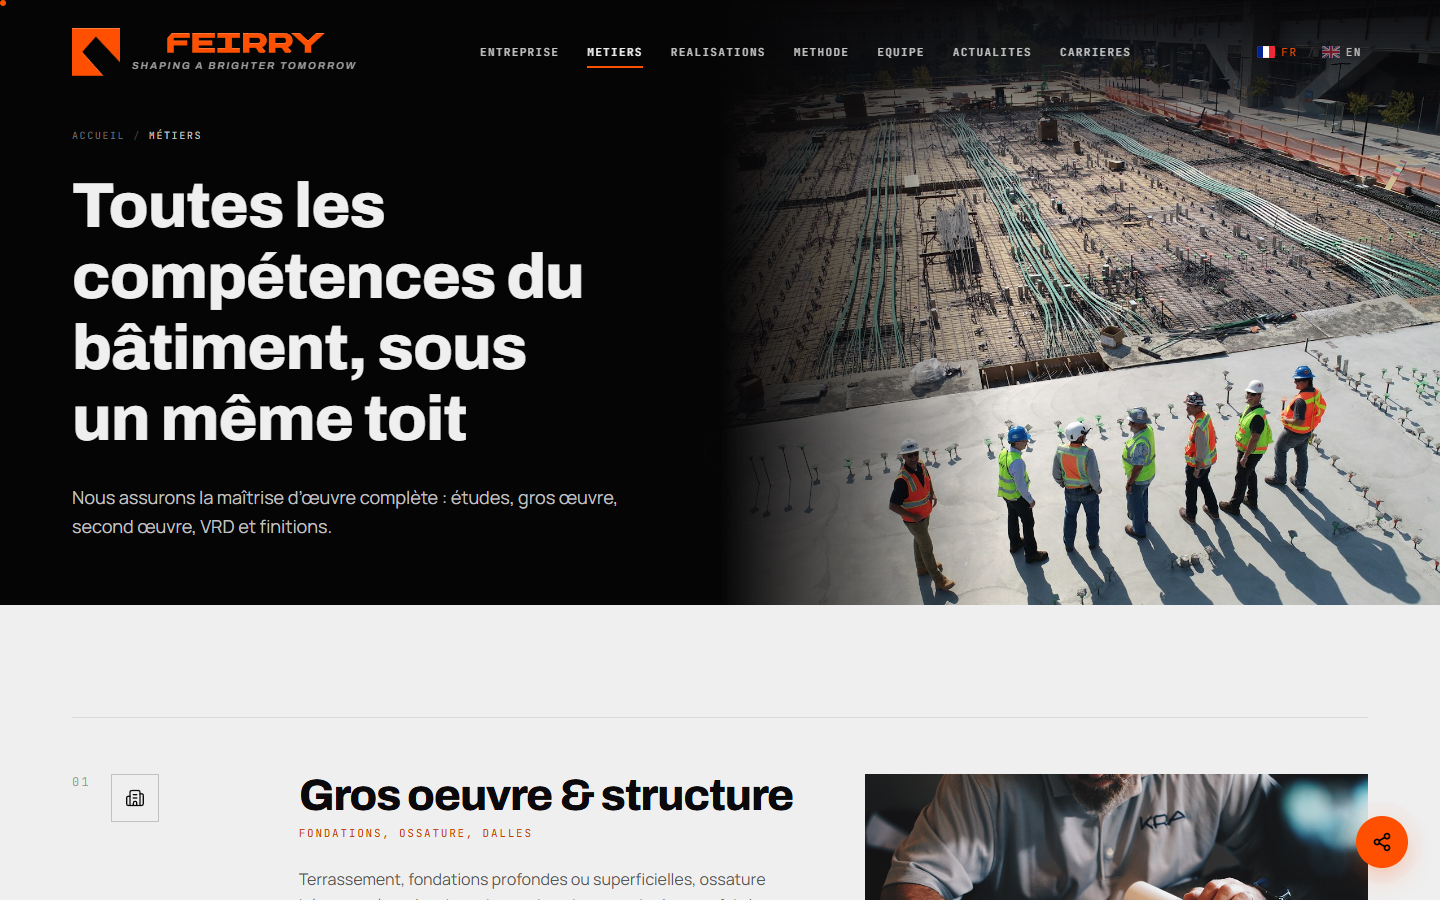 FEIRRY
SHAPING A BRIGHTER TOMORROW
ENTREPRISE METIERS REALISATIONS METHODE EQUIPE ACTUALITES CARRIERES
FR / EN
ACCUEIL / MÉTIERS
Toutes les
compétences du
bâtiment, sous
un même toit
Nous assurons la maîtrise d'œuvre complète : études, gros œuvre,
second œuvre, VRD et finitions.
01
Gros oeuvre & structure
FONDATIONS, OSSATURE, DALLES
Terrassement, fondations profondes ou superficielles, ossature
KRA